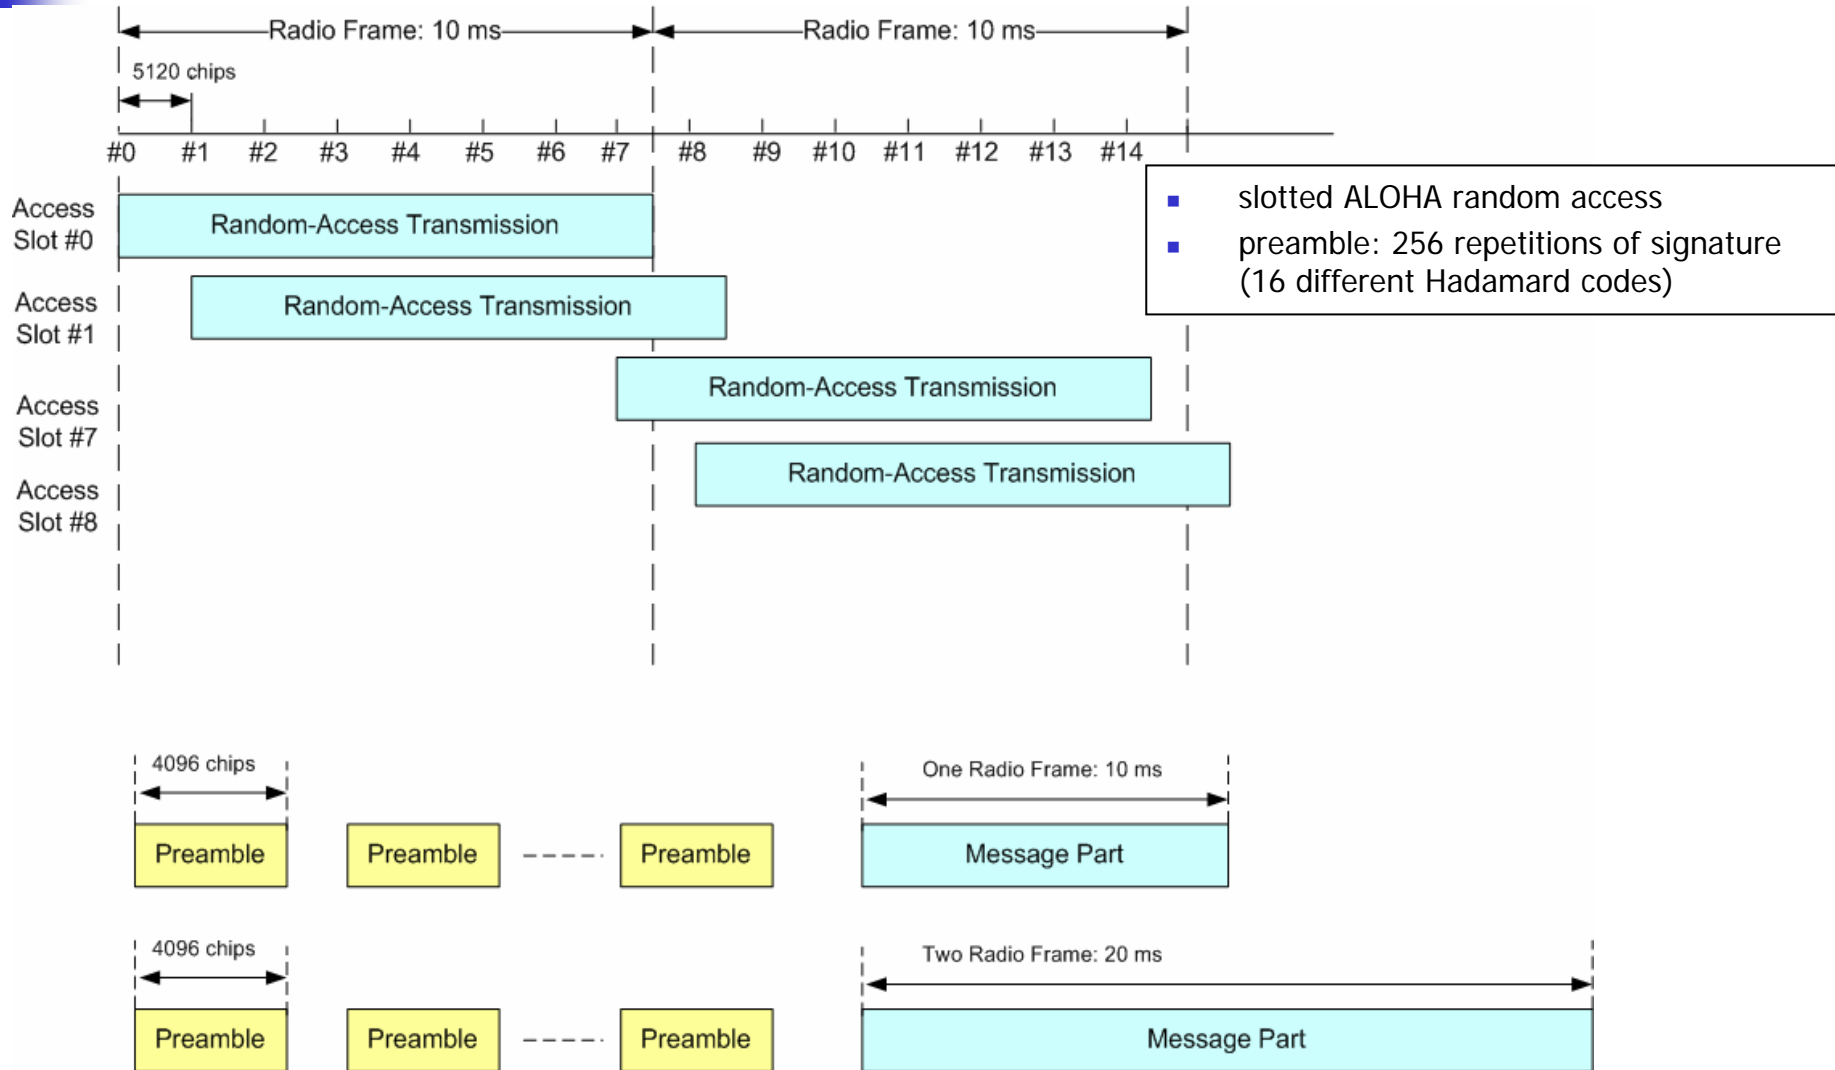 Radio Frame: 10 ms
Radio Frame: 10 ms
5120 chips
#0 #1 #2 #3 #4 #5 #6 #7 #8 #9 #10 #11 #12 #13 #14
Access
Slot #0
Random-Access Transmission
slotted ALOHA random access
preamble: 256 repetitions of signature
(16 different Hadamard codes)
Access
Slot #1
Random-Access Transmission
Access
Slot #7
Random-Access Transmission
Access
Slot #8
Random-Access Transmission
4096 chips
One Radio Frame: 10 ms
Preamble Preamble Preamble Message Part
4096 chips
Two Radio Frame: 20 ms
Preamble Preamble Preamble Message Part